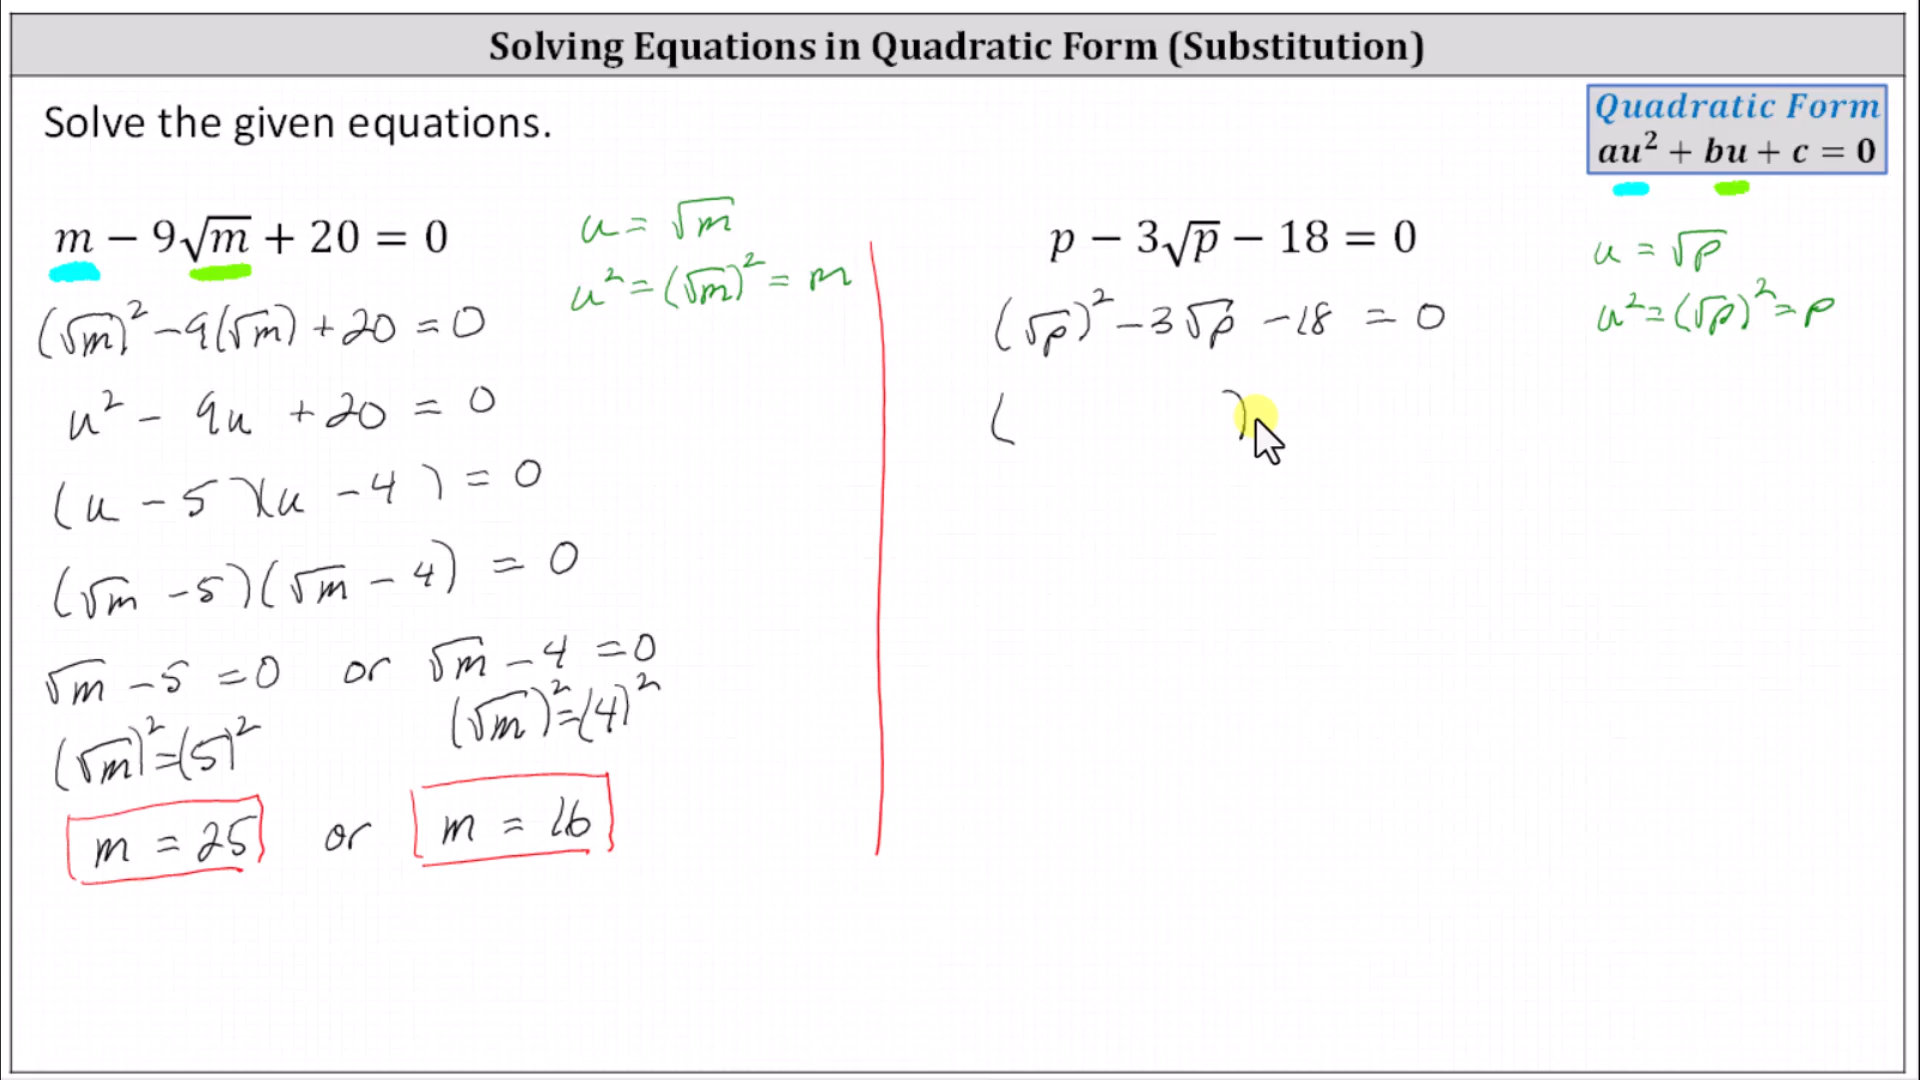 Solving Equations in Quadratic Form (Substitution)
Solve the given equations.
Quadratic Form
au² + bu + c = 0
m − 9√m + 20 = 0
u = √m
u² = (√m)² = m
(√m)² − 9(√m) + 20 = 0
u² − 9u + 20 = 0
(u − 5)(u − 4) = 0
(√m − 5)(√m − 4) = 0
√m − 5 = 0 or √m − 4 = 0
(√m)² = (5)² (√m)² = (4)²
m = 25 or m = 16
p − 3√p − 18 = 0
u = √p
u² = (√p)² = p
(√p)² − 3√p − 18 = 0
( )